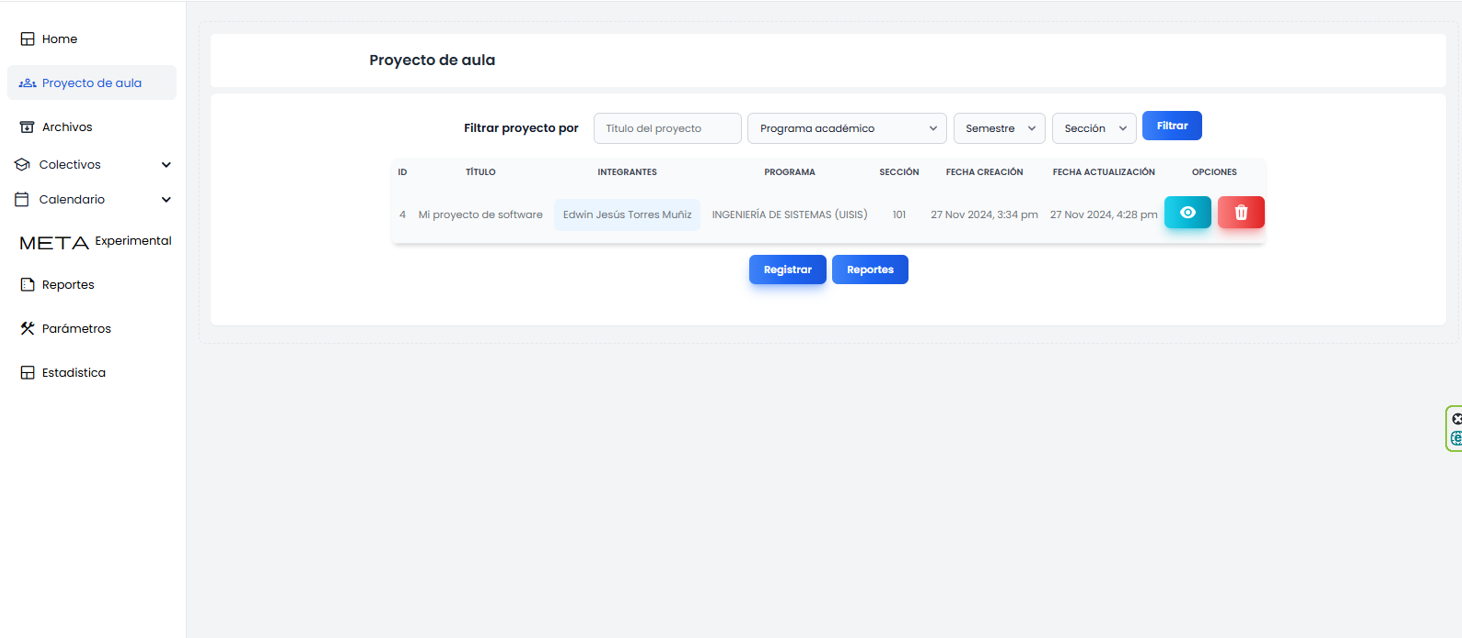 Home
Proyecto de aula
Archivos
Colectivos
Calendario
META Experimental
Reportes
Parámetros
Estadistica
Proyecto de aula
Filtrar proyecto por Título del proyecto Programa académico Semestre Sección Filtrar
ID TÍTULO INTEGRANTES PROGRAMA SECCIÓN FECHA CREACIÓN FECHA ACTUALIZACIÓN OPCIONES
4 Mi proyecto de software Edwin Jesús Torres Muñiz INGENIERÍA DE SISTEMAS (UISIS) 101 27 Nov 2024, 3:34 pm 27 Nov 2024, 4:28 pm
Registrar Reportes